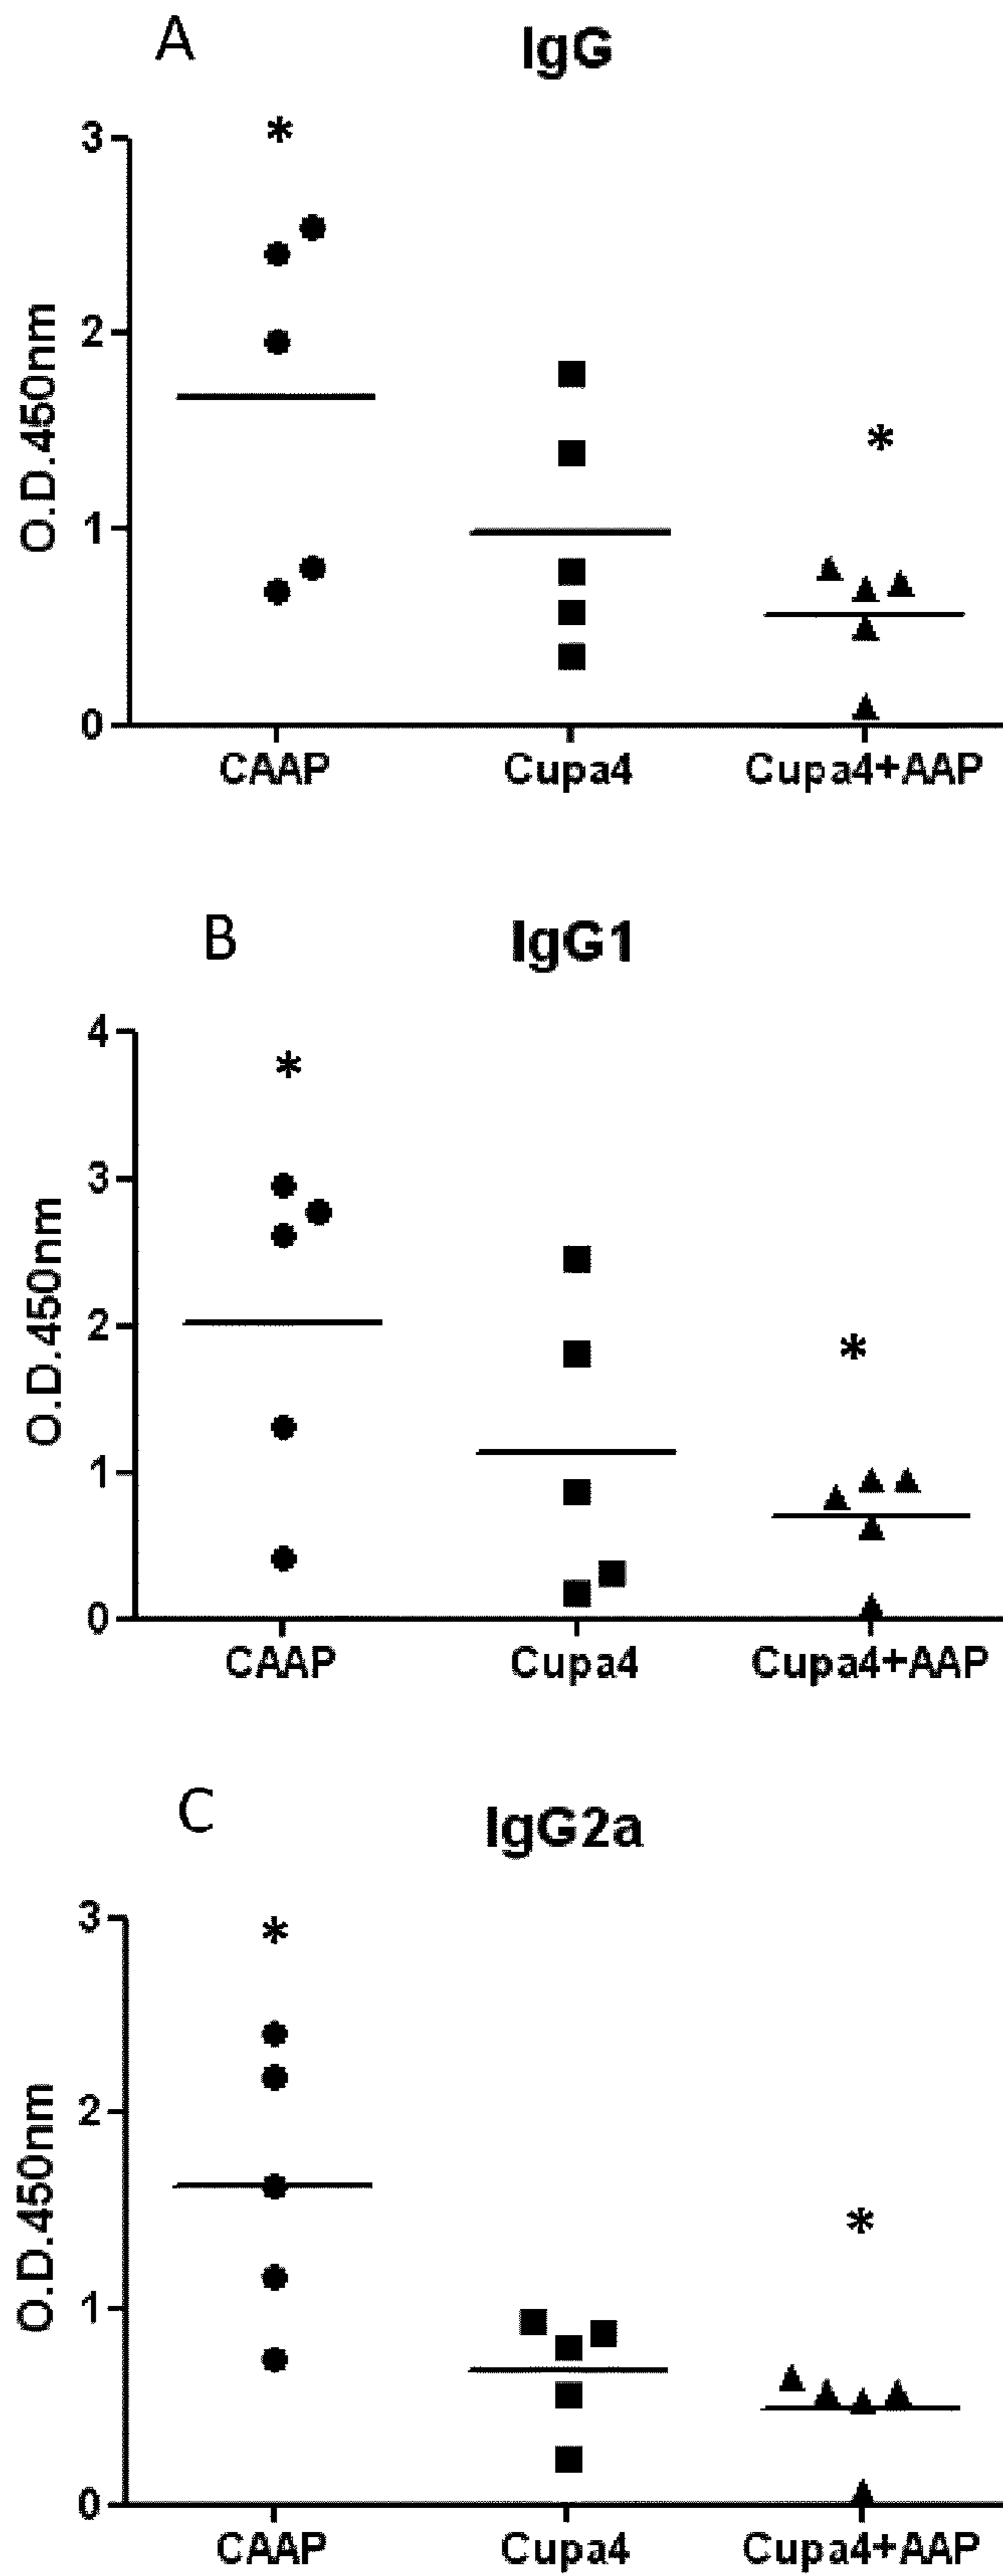 A
IgG
*
3
2
1
0
*
O.D.450nm
CAAP Cupa4 Cupa4+AAP
B
IgG1
4
*
3
2
*
1
0
O.D.450nm
CAAP Cupa4 Cupa4+AAP
C
IgG2a
3
*
2
*
1
0
O.D.450nm
CAAP Cupa4 Cupa4+AAP